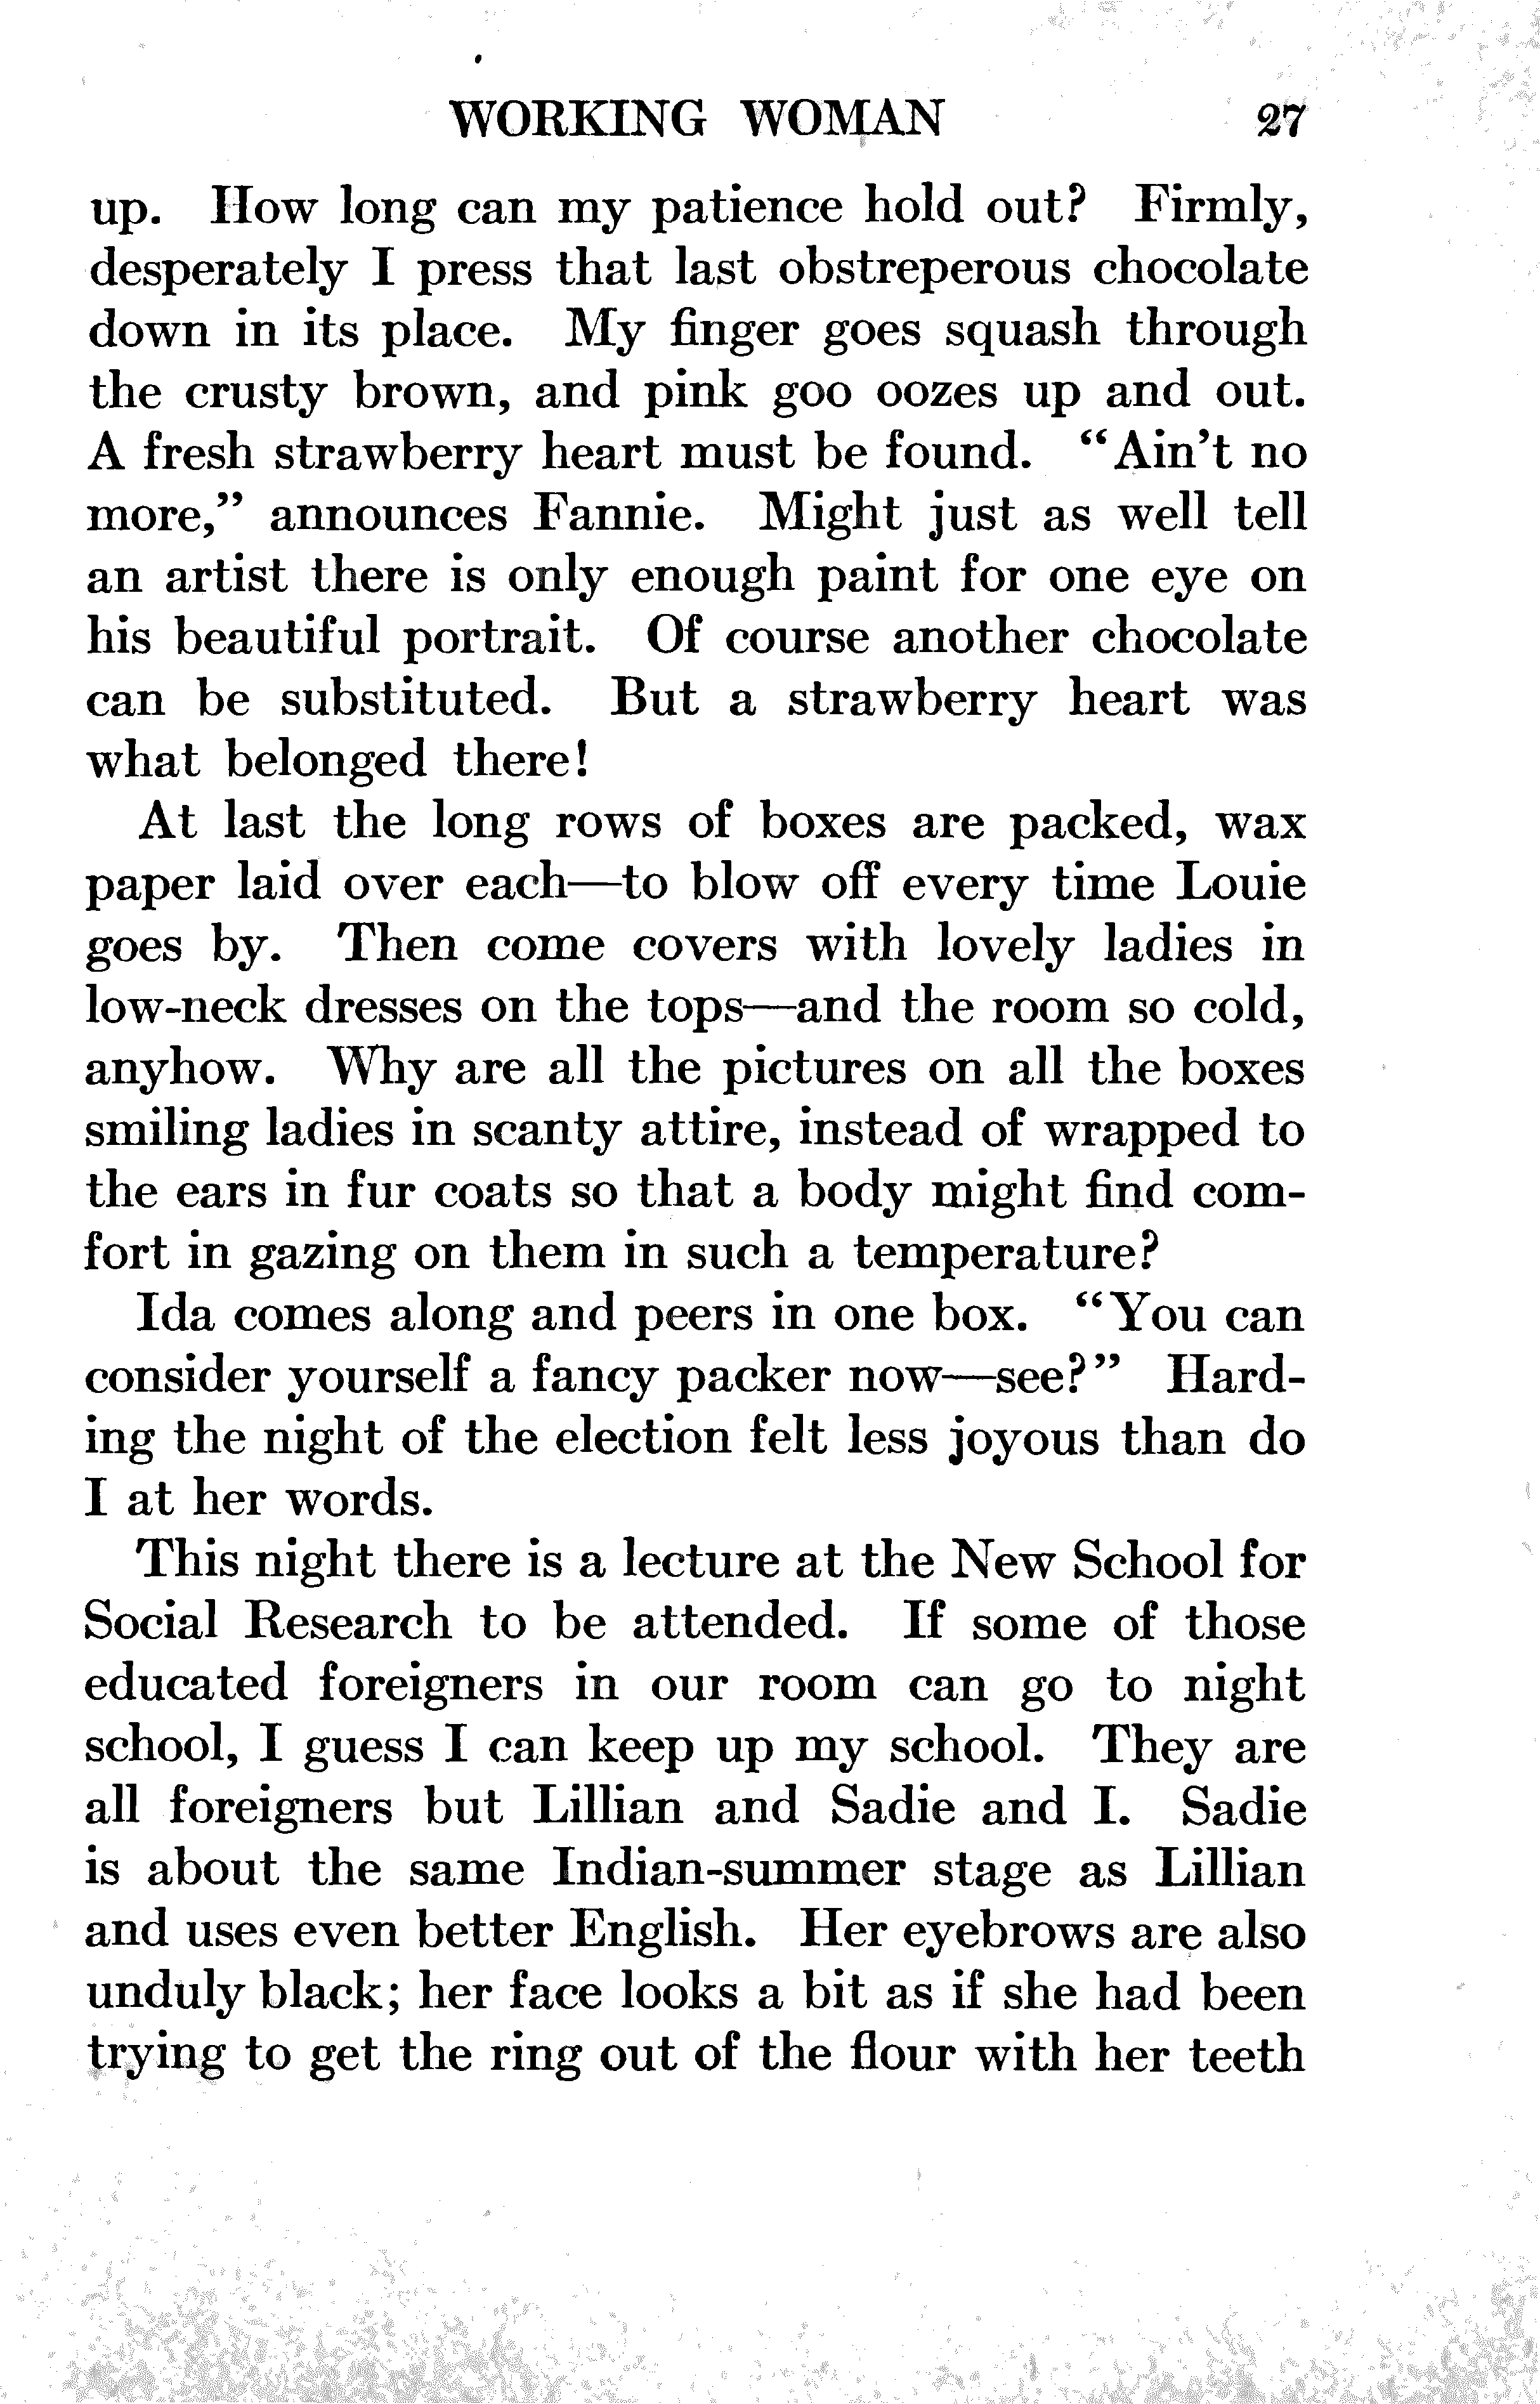 WORKING WOMAN 27
up. How long can my patience hold out? Firmly,
desperately I press that last obstreperous chocolate
down in its place. My finger goes squash through
the crusty brown, and pink goo oozes up and out.
A fresh strawberry heart must be found. “Ain’t no
more,” announces Fannie. Might just as well tell
an artist there is only enough paint for one eye on
his beautiful portrait. Of course another chocolate
can be substituted. But a strawberry heart was
what belonged there!
At last the long rows of boxes are packed, wax
paper laid over each—to blow off every time Louie
goes by. Then come covers with lovely ladies in
low-neck dresses on the tops—and the room so cold,
anyhow. Why are all the pictures on all the boxes
smiling ladies in scanty attire, instead of wrapped to
the ears in fur coats so that a body might find com-
fort in gazing on them in such a temperature?
Ida comes along and peers in one box. “You can
consider yourself a fancy packer now—see?” Hard-
ing the night of the election felt less joyous than do
I at her words.
This night there is a lecture at the New School for
Social Research to be attended. If some of those
educated foreigners in our room can go to night
school, I guess I can keep up my school. They are
all foreigners but Lillian and Sadie and I. Sadie
is about the same Indian-summer stage as Lillian
and uses even better English. Her eyebrows are also
unduly black; her face looks a bit as if she had been
trying to get the ring out of the flour with her teeth